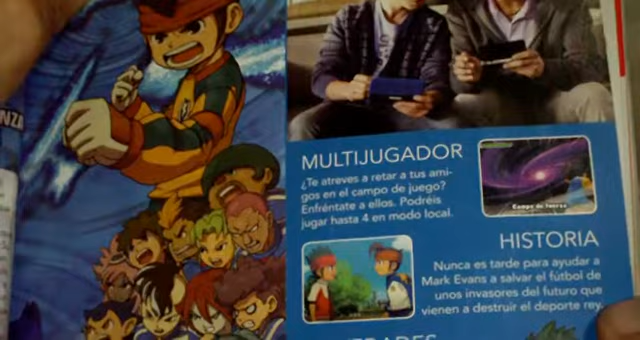 NZA
MULTIJUGADOR
¿Te atreves a retar a tus ami-
gos en el campo de juego?
Enfréntate a ellos. Podréis
jugar hasta 4 en modo local.
Campo de fuerza
HISTORIA
Nunca es tarde para ayudar a
Mark Evans a salvar el fútbol de
unos invasores del futuro que
vienen a destruir el deporte rey.